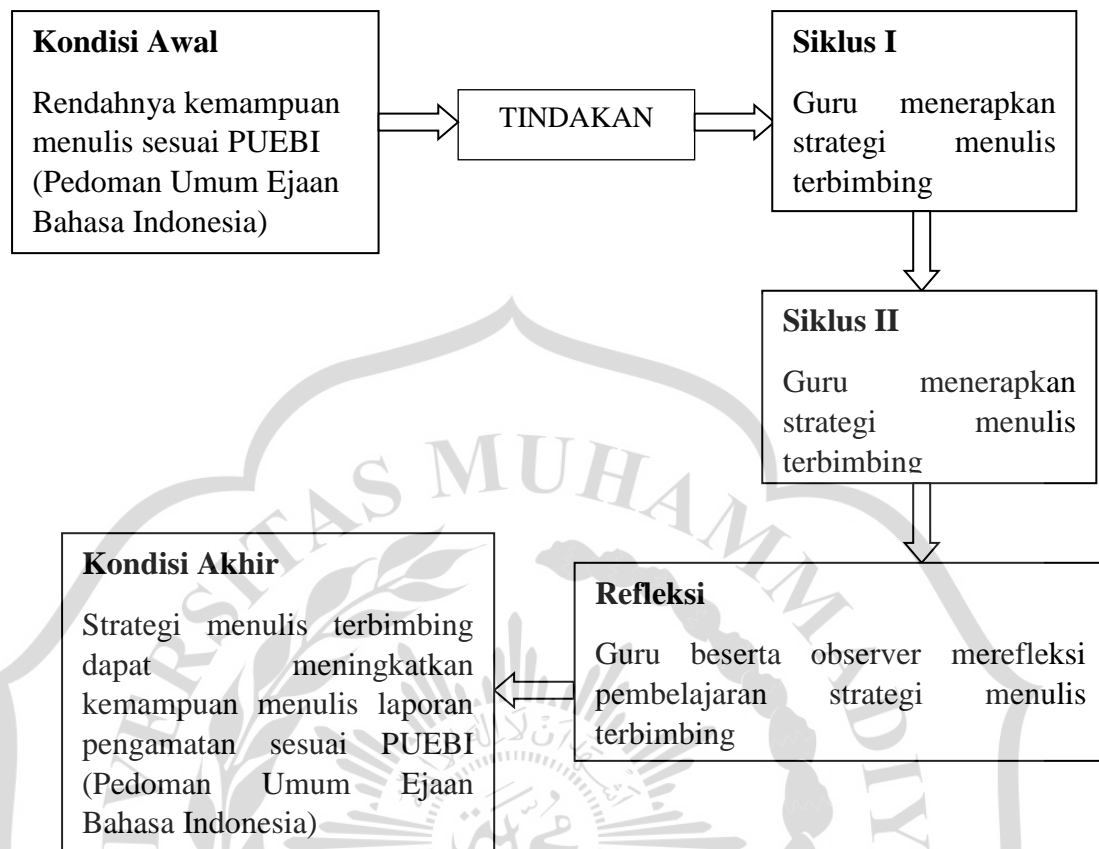 Kondisi Awal
Rendahnya kemampuan
menulis sesuai PUEBI
(Pedoman Umum Ejaan
Bahasa Indonesia)
TINDAKAN
Siklus I
Guru menerapkan
strategi menulis
terbimbing
Siklus II
Guru menerapkan
strategi menulis
terbimbing
Refleksi
Guru beserta observer merefleksi
pembelajaran strategi menulis
terbimbing
Kondisi Akhir
Strategi menulis terbimbing
dapat meningkatkan
kemampuan menulis laporan
pengamatan sesuai PUEBI
(Pedoman Umum Ejaan
Bahasa Indonesia)
VERSITAS MUHAMMADIY